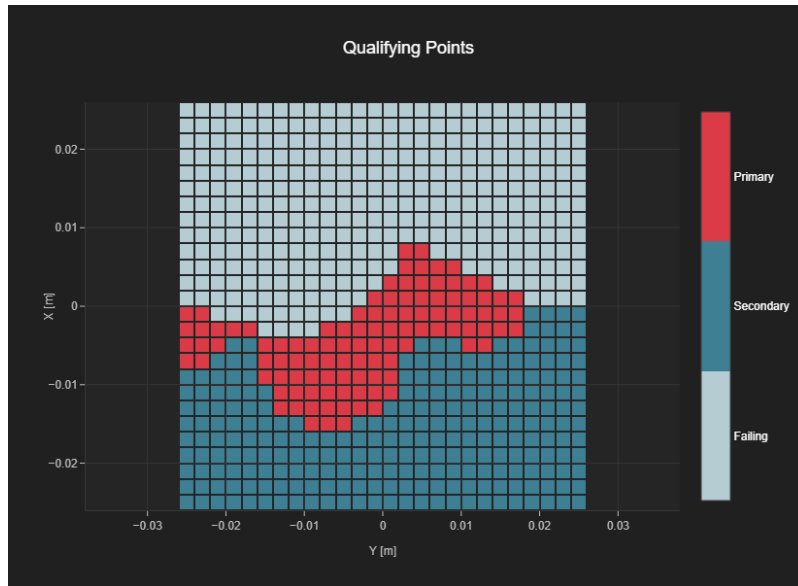 Qualifying Points
0.02
0.01
0
−0.01
−0.02
X [m]
−0.03
−0.02
−0.01
0
0.01
0.02
0.03
Y [m]
Primary
Secondary
Failing